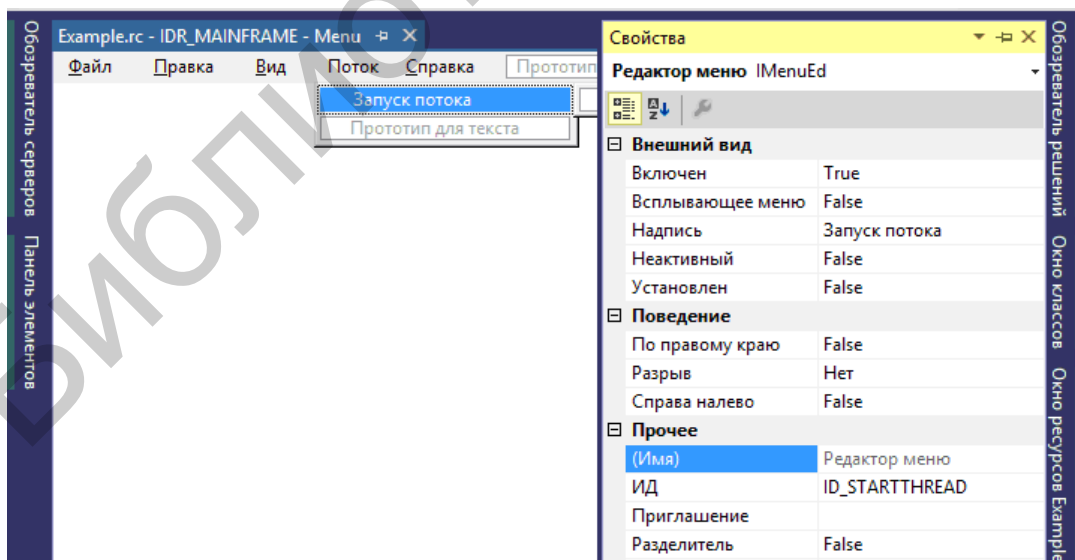 Обозреватель серверов
Панель элементов
Example.rc - IDR_MAINFRAME - Menu
Файл Правка Вид Поток Справка Прототип
Запуск потока
Прототип для текста
Свойства
Редактор меню IMenuEd
Внешний вид
Включен True
Всплывающее меню False
Надпись Запуск потока
Неактивный False
Установлен False
Поведение
По правому краю False
Разрыв Нет
Справа налево False
Прочее
(Имя) Редактор меню
ИД ID_STARTTHREAD
Приглашение
Разделитель False
Обозреватель решений
Окно классов
Окно ресурсов Example
Библио